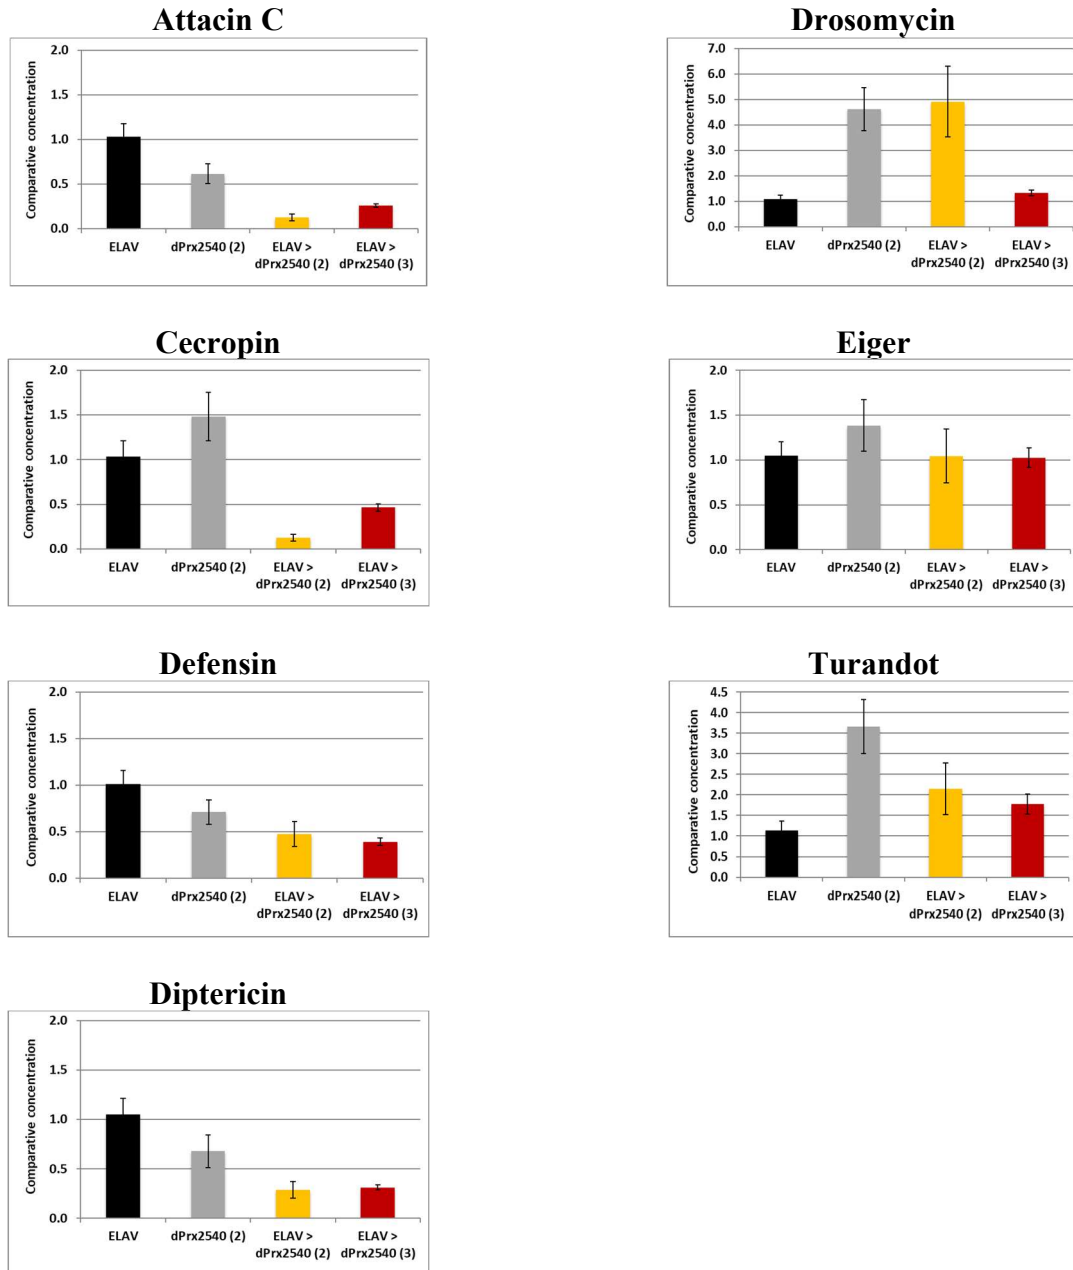 Attacin C
Comparative concentration
2.0
1.5
1.0
0.5
0.0
ELAV
dPrx2540 (2)
ELAV >
dPrx2540 (2)
ELAV >
dPrx2540 (3)
Drosomycin
Comparative concentration
7.0
6.0
5.0
4.0
3.0
2.0
1.0
0.0
ELAV
dPrx2540 (2)
ELAV >
dPrx2540 (2)
ELAV >
dPrx2540 (3)
Cecropin
Comparative concentration
2.0
1.5
1.0
0.5
0.0
ELAV
dPrx2540 (2)
ELAV >
dPrx2540 (2)
ELAV >
dPrx2540 (3)
Eiger
Comparative concentration
2.0
1.5
1.0
0.5
0.0
ELAV
dPrx2540 (2)
ELAV >
dPrx2540 (2)
ELAV >
dPrx2540 (3)
Defensin
Comparative concentration
2.0
1.5
1.0
0.5
0.0
ELAV
dPrx2540 (2)
ELAV >
dPrx2540 (2)
ELAV >
dPrx2540 (3)
Turandot
Comparative concentration
4.5
4.0
3.5
3.0
2.5
2.0
1.5
1.0
0.5
0.0
ELAV
dPrx2540 (2)
ELAV >
dPrx2540 (2)
ELAV >
dPrx2540 (3)
Diptericin
Comparative concentration
2.0
1.5
1.0
0.5
0.0
ELAV
dPrx2540 (2)
ELAV >
dPrx2540 (2)
ELAV >
dPrx2540 (3)